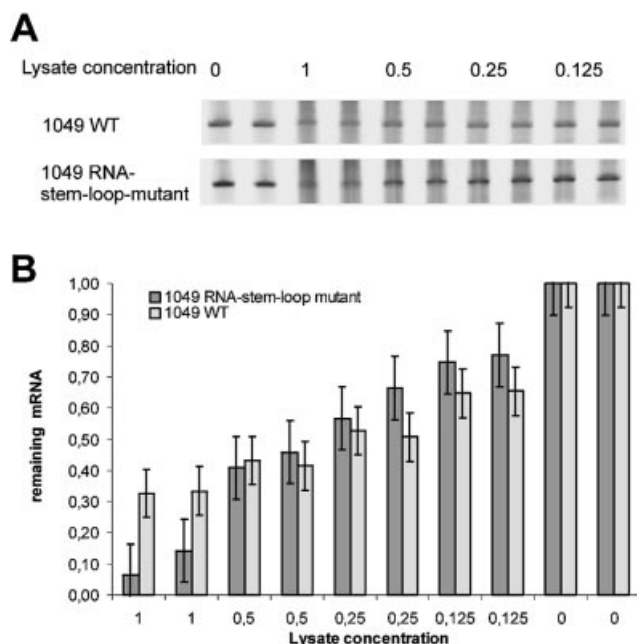 A
Lysate concentration 0 1 0.5 0.25 0.125
1049 WT
1049 RNA-
stem-loop-mutant
B
1049 RNA-stem-loop mutant
1049 WT
1,00
0,90
0,80
0,70
0,60
0,50
0,40
0,30
0,20
0,10
0,00
remaining mRNA
1 1 0,5 0,5 0,25 0,25 0,125 0,125 0 0
Lysate concentration